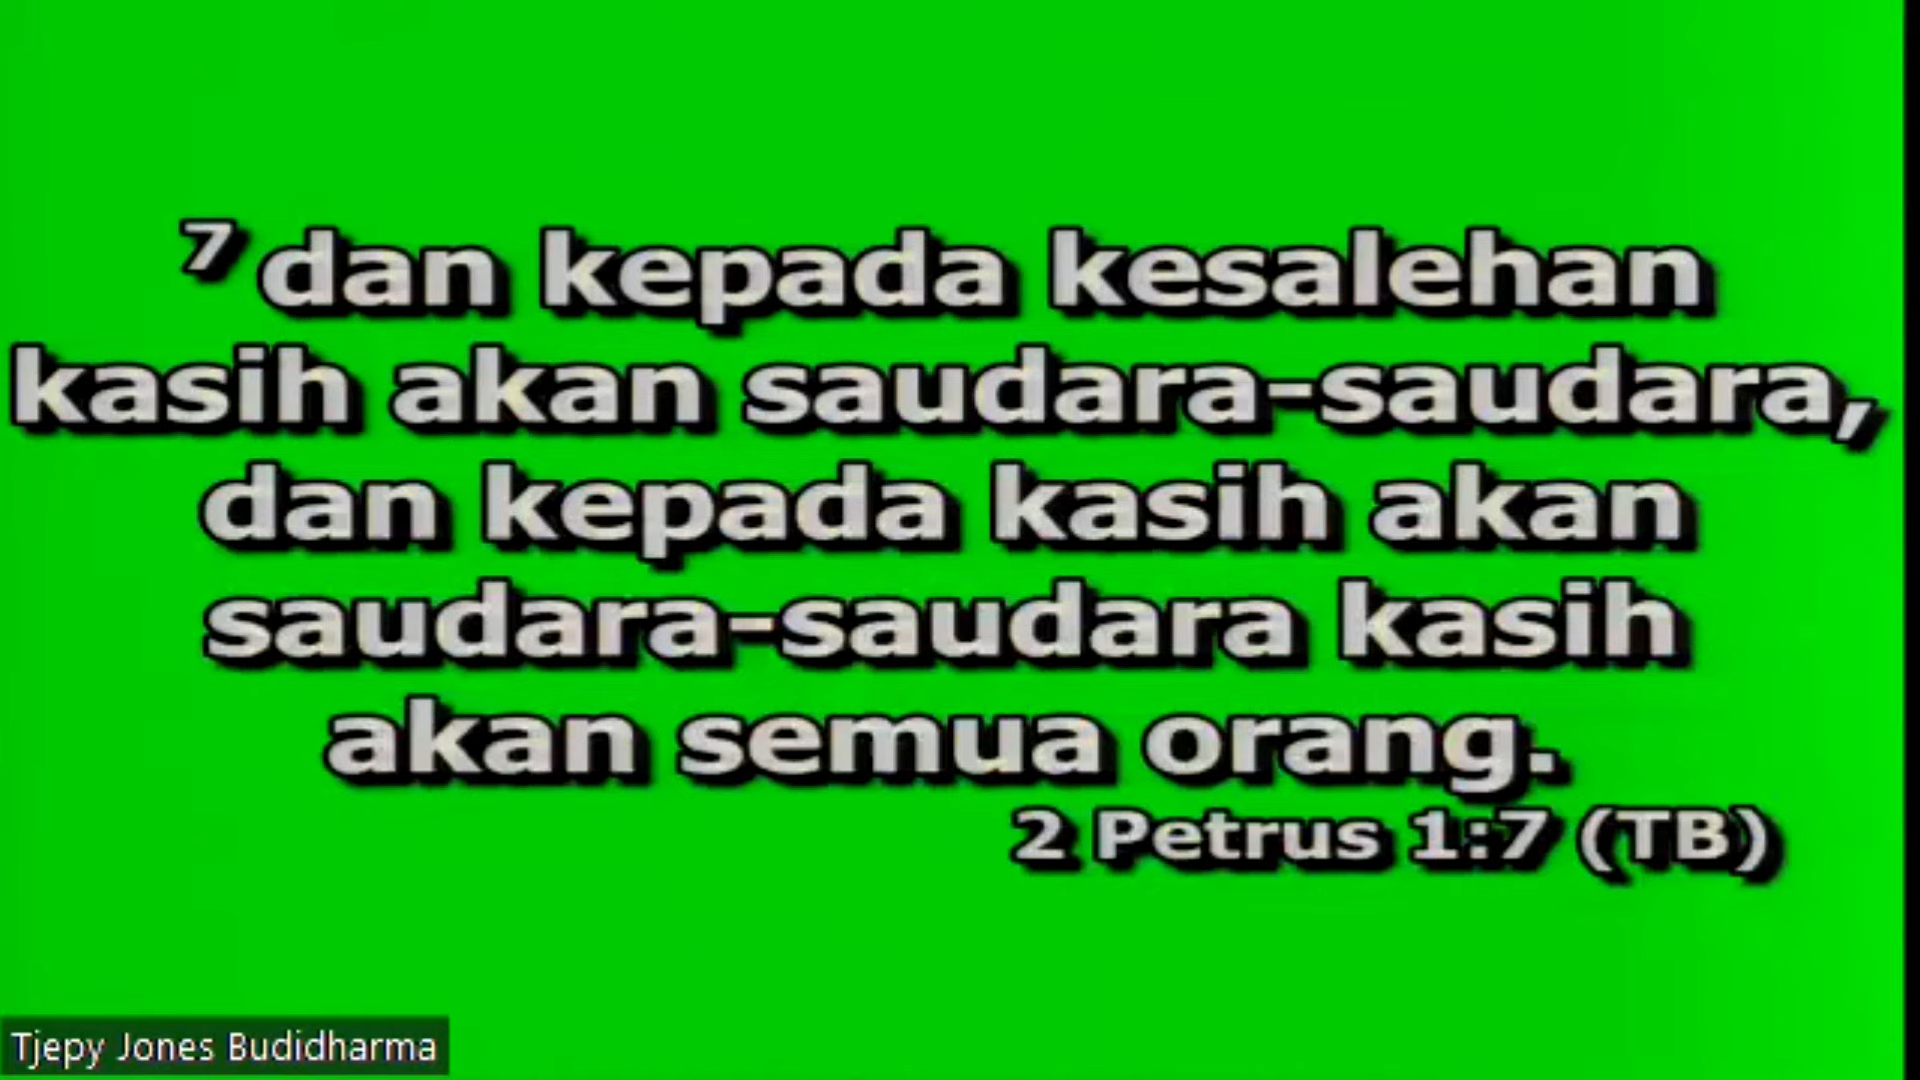 ⁷ dan kepada kesalehan
kasih akan saudara-saudara,
dan kepada kasih akan
saudara-saudara kasih
akan semua orang.
2 Petrus 1:7 (TB)
Tjepy Jones Budidharma